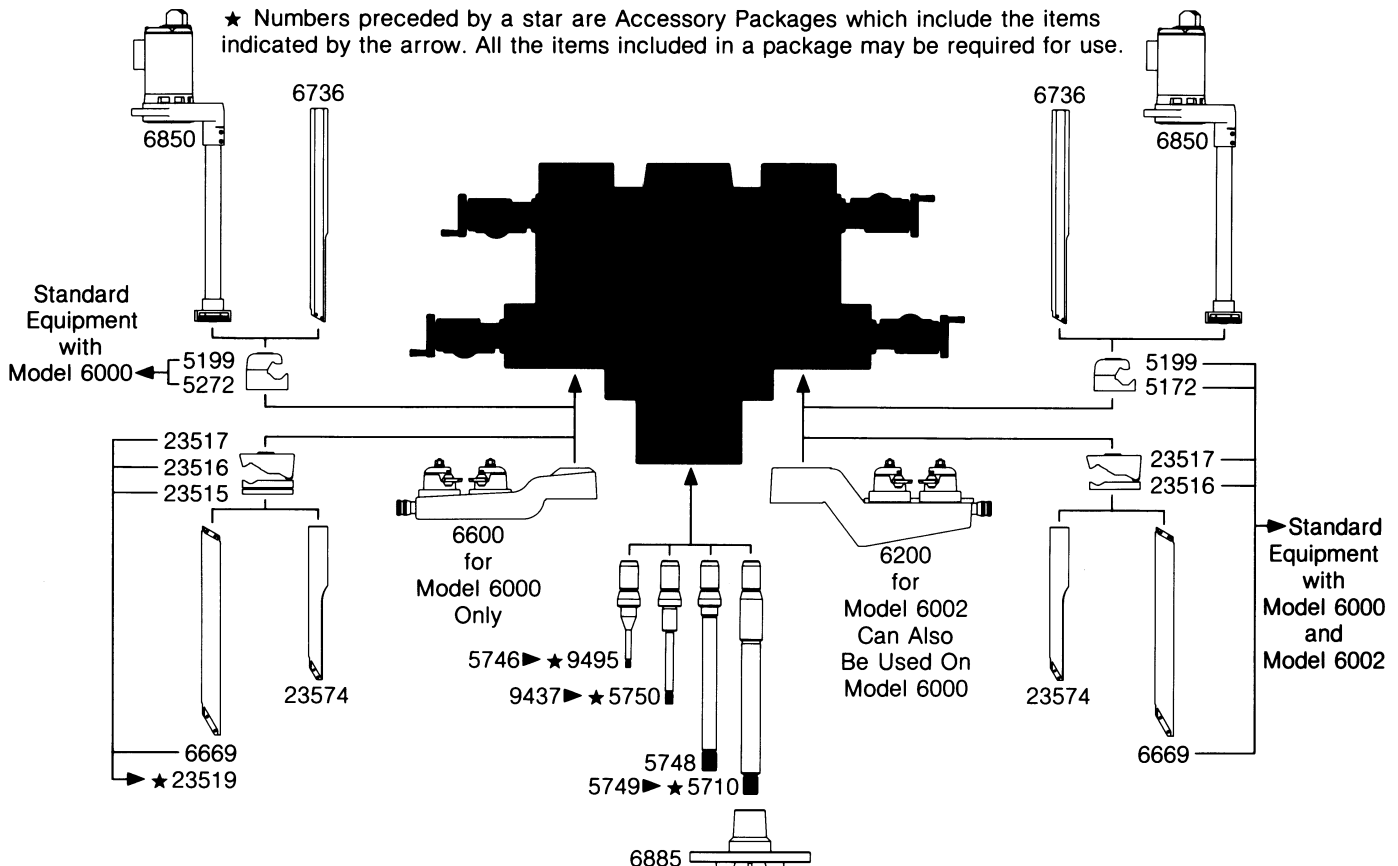 ★ Numbers preceded by a star are Accessory Packages which include the items
indicated by the arrow. All the items included in a package may be required for use.
6850
6736
6736
6850
Standard
Equipment
with
Model 6000
5199
5272
5199
5172
23517
23516
23515
23517
23516
6600
for
Model 6000
Only
6200
for
Model 6002
Can Also
Be Used On
Model 6000
Standard
Equipment
with
Model 6000
and
Model 6002
5746▶ ★ 9495
9437▶ ★ 5750
23574
23574
6669
★ 23519
5748
5749▶ ★ 5710
6669
6885